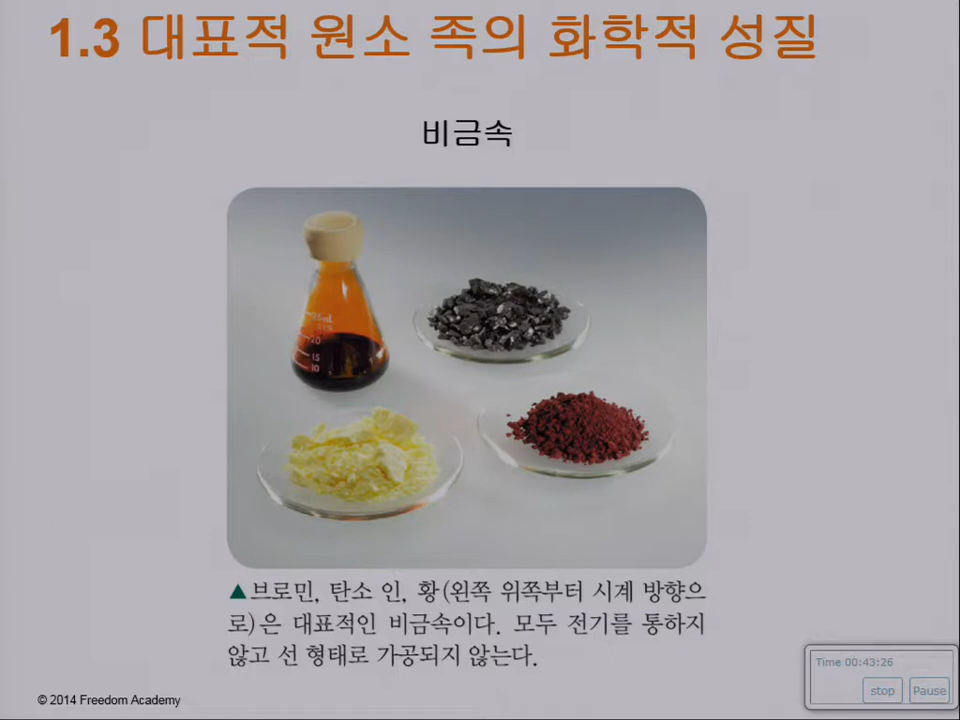 1.3 대표적 원소 족의 화학적 성질
비금속
20
15
10
▲브로민, 탄소 인, 황(왼쪽 위쪽부터 시계 방향으
로)은 대표적인 비금속이다. 모두 전기를 통하지
않고 선 형태로 가공되지 않는다.
Time 00:43:26
stop Pause
© 2014 Freedom Academy